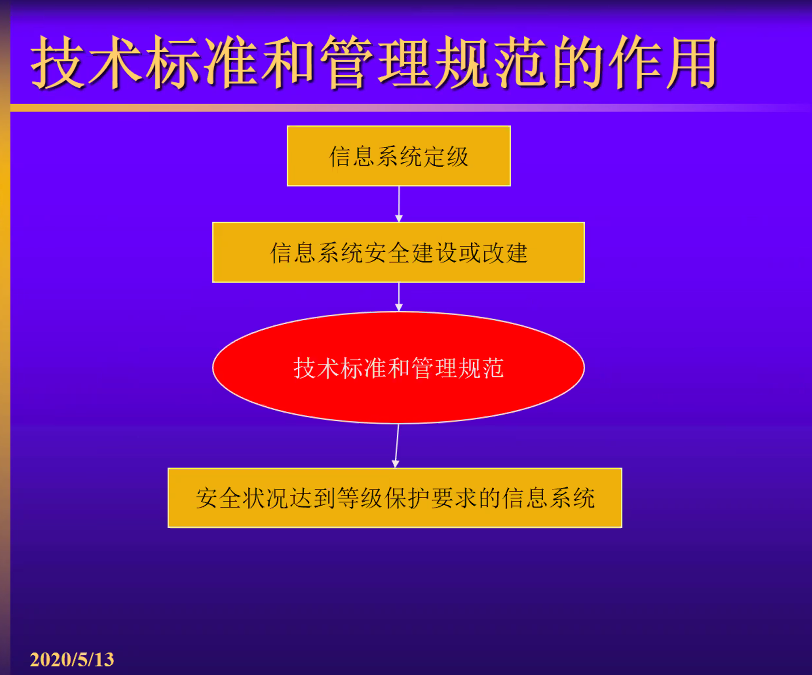 技术标准和管理规范的作用
信息系统定级
信息系统安全建设或改建
技术标准和管理规范
安全状况达到等级保护要求的信息系统
2020/5/13